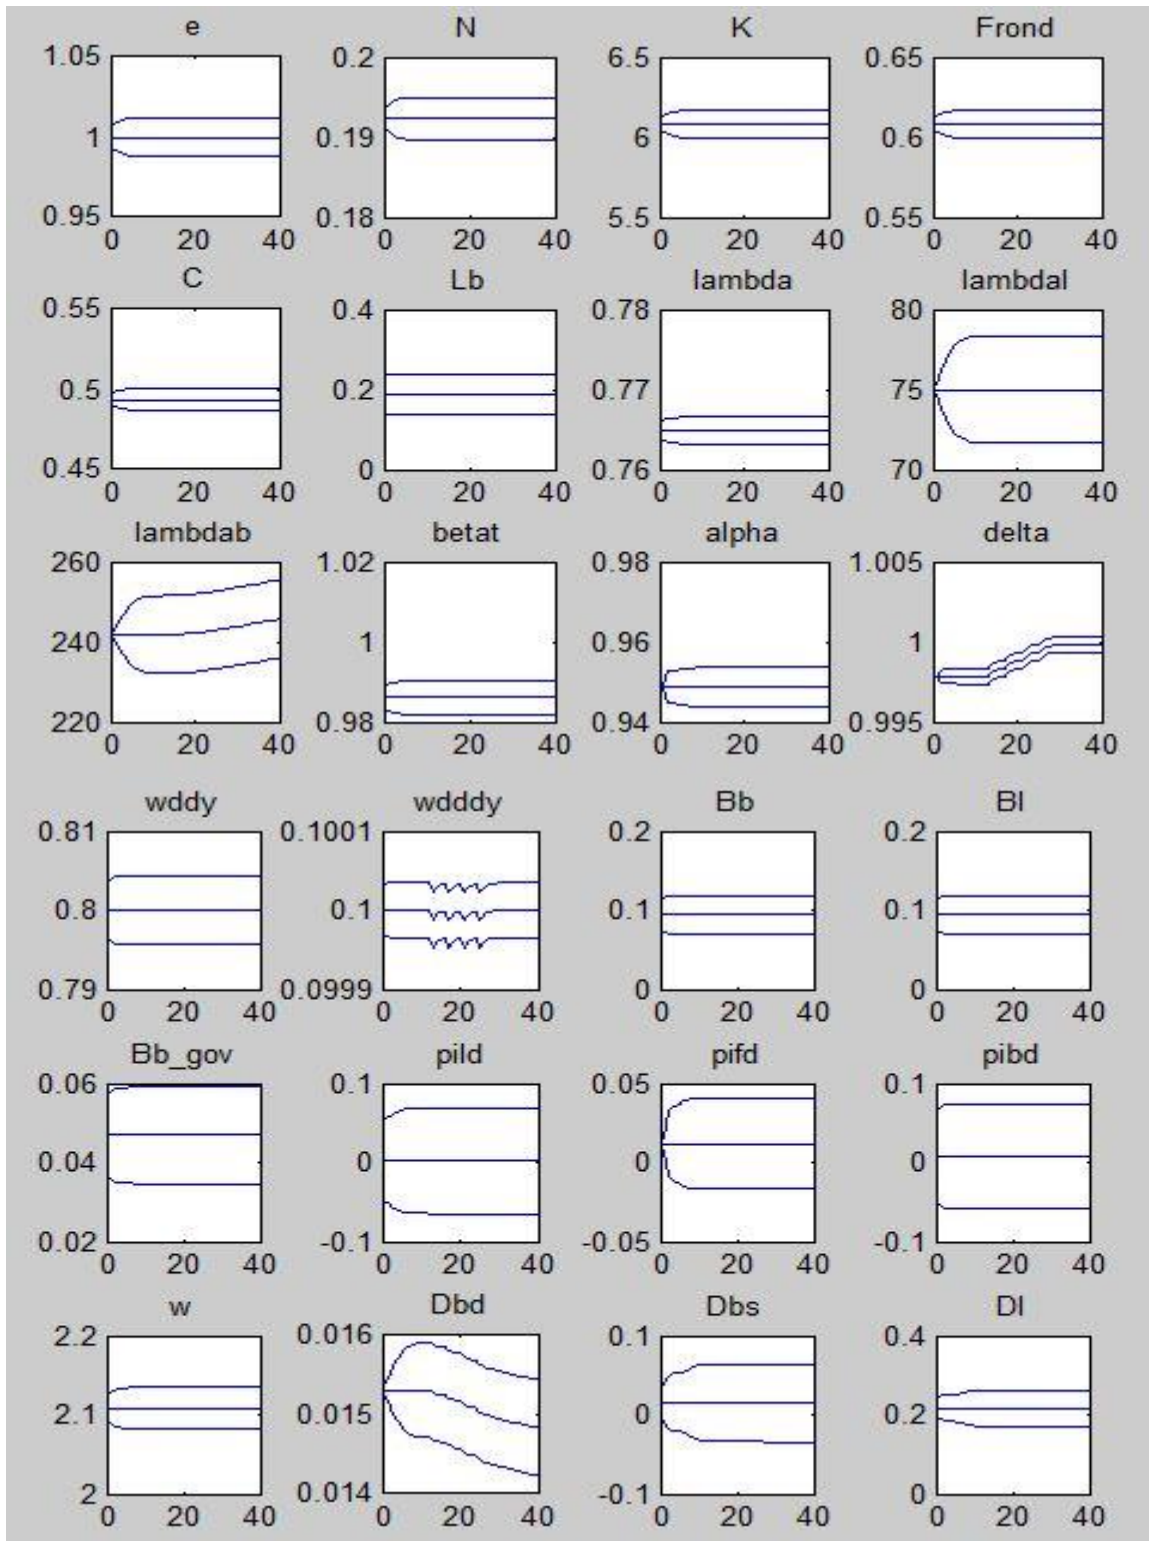 e N K Frond
1.05 0.2 6.5 0.65
1 0.19 6 0.6
0.95 0.18 5.5 0.55
0 20 40 0 20 40 0 20 40 0 20 40
C Lb lambda lambdal
0.55 0.4 0.78 80
0.5 0.2 0.77 75
0.45 0 0.76 70
0 20 40 0 20 40 0 20 40 0 20 40
lambdab betat alpha delta
260 1.02 0.98 1.005
240 1 0.96 1
220 0.98 0.94 0.995
0 20 40 0 20 40 0 20 40 0 20 40
wddy wdddy Bb Bl
0.81 0.1001 0.2 0.2
0.8 0.1 0.1 0.1
0.79 0.0999 0 0
0 20 40 0 20 40 0 20 40 0 20 40
Bb_gov pild pifd pibd
0.06 0.1 0.05 0.1
0.04 0 0 0
0.02 -0.1 -0.05 -0.1
0 20 40 0 20 40 0 20 40 0 20 40
w Dbd Dbs Dl
2.2 0.016 0.1 0.4
2.1 0.015 0 0.2
2 0.014 -0.1 0
0 20 40 0 20 40 0 20 40 0 20 40